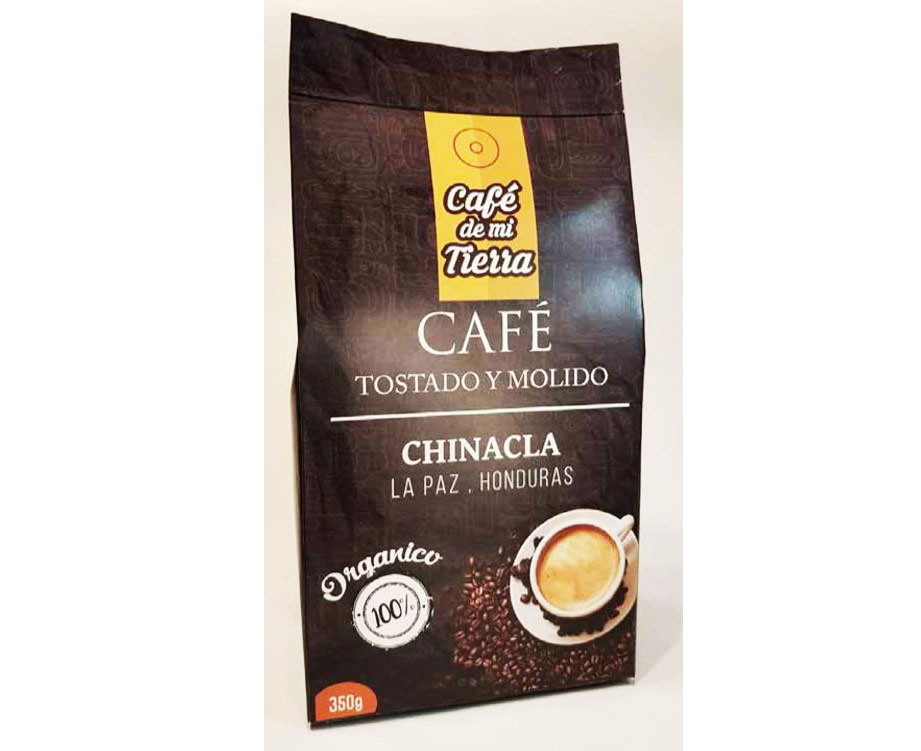 Café
de mi
Tierra
CAFÉ
TOSTADO Y MOLIDO
CHINACLA
LA PAZ , HONDURAS
Organico
100%
350g